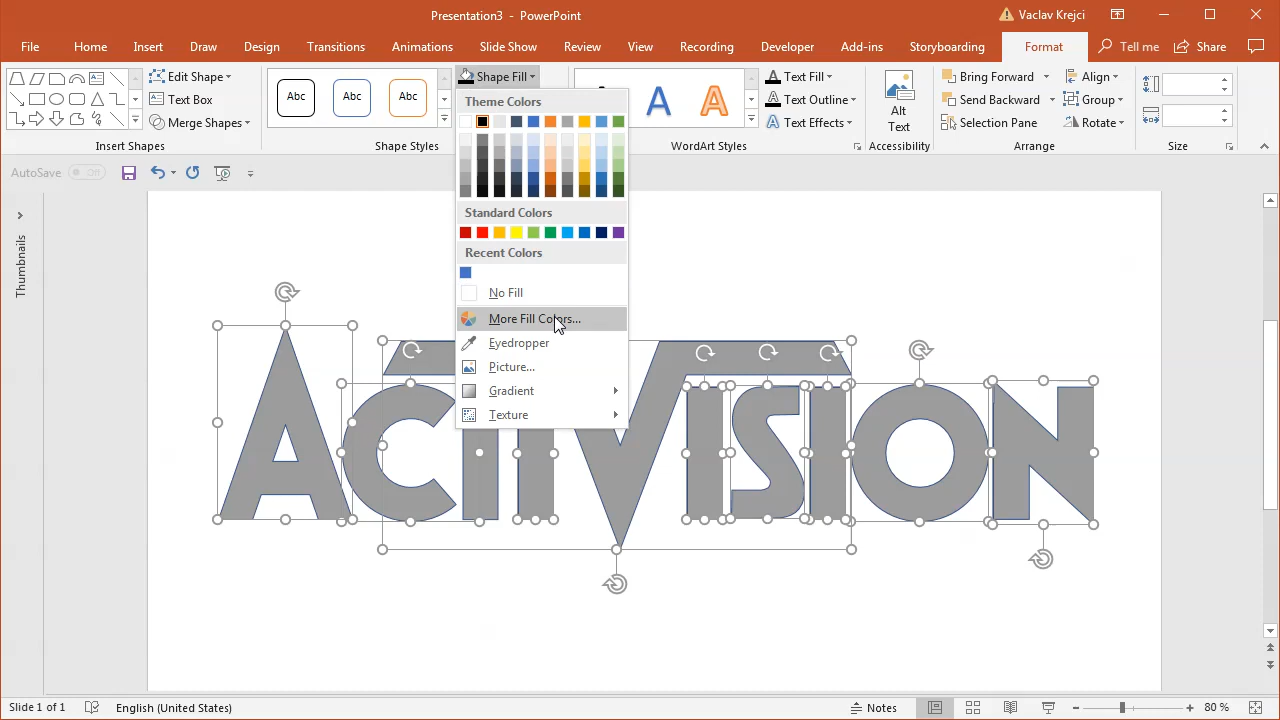 Presentation3 - PowerPoint
Vaclav Krejci
File Home Insert Draw Design Transitions Animations Slide Show Review View Recording Developer Add-ins Storyboarding Format Tell me Share
Edit Shape
Merge Shapes
Insert Shapes
Abc Abc Abc
Shape Styles
Shape Fill
Theme Colors
Standard Colors
Recent Colors
No Fill
More Fill Colors...
Eyedropper
Picture...
Gradient
Texture
A A
Text Fill
Text Outline
Text Effects
WordArt Styles
Alt
Text
Accessibility
Bring Forward
Send Backward
Selection Pane
Align
Group
Rotate
Arrange
Size
AutoSave Off
Thumbnails
ACTIVISION
Slide 1 of 1 English (United States) Notes 80 %